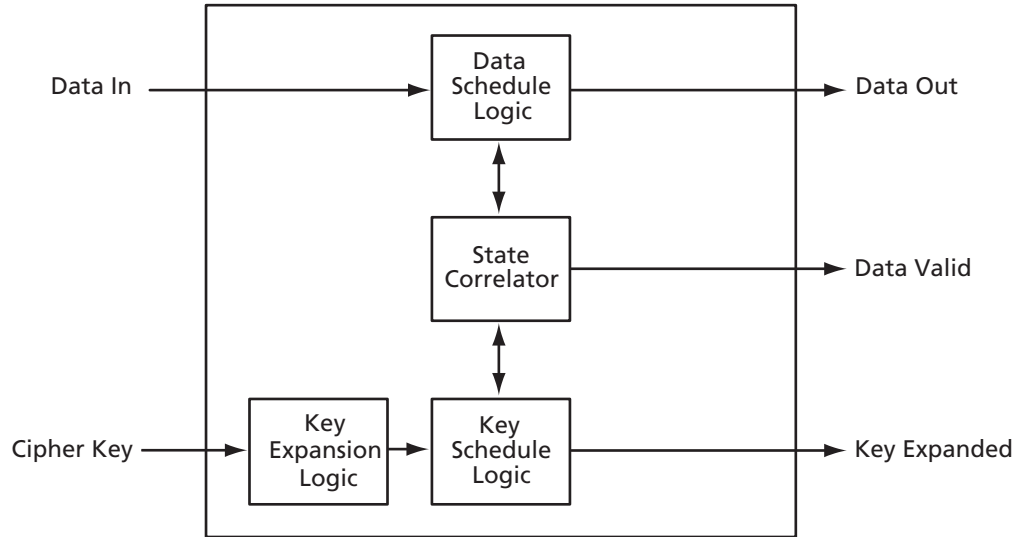 Data In
Data
Schedule
Logic
Data Out
State
Correlator
Data Valid
Cipher Key
Key
Expansion
Logic
Key
Schedule
Logic
Key Expanded